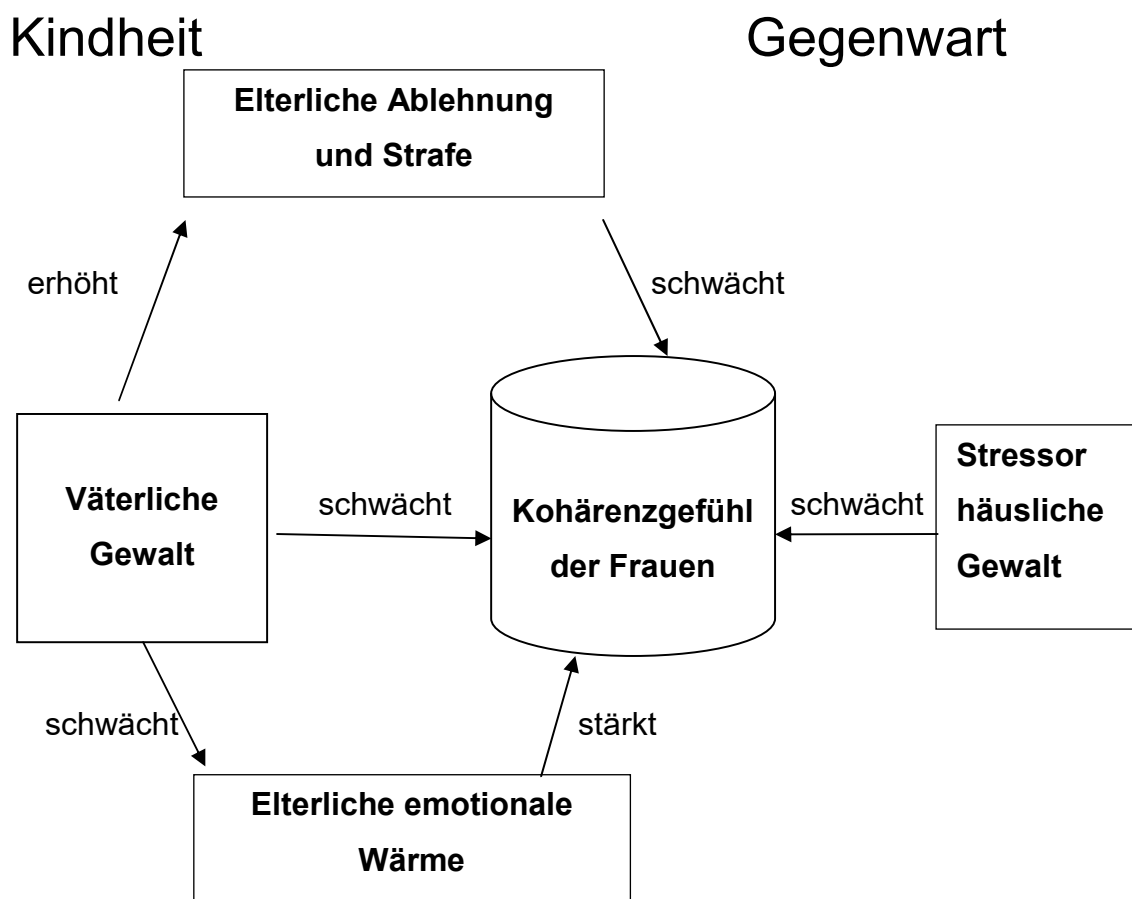 Kindheit
Gegenwart
Elterliche Ablehnung
und Strafe
erhöht
schwächt
Väterliche
Gewalt
schwächt
Kohärenzgefühl
der Frauen
schwächt
Stressor
häusliche
Gewalt
schwächt
stärkt
Elterliche emotionale
Wärme